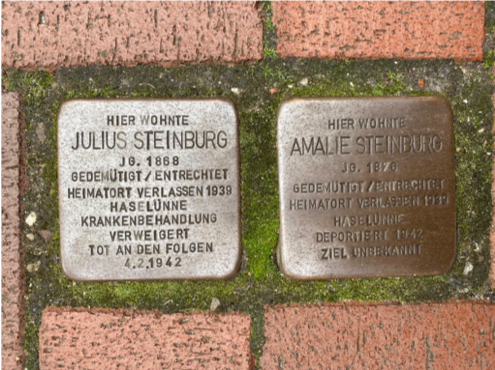 HIER WOHNTE
JULIUS STEINBURG
JG. 1868
GEDEMÜTIGT / ENTRECHTET
HEIMATORT VERLASSEN 1939
HASELÜNNE
KRANKENBEHANDLUNG
VERWEIGERT
TOT AN DEN FOLGEN
4.2.1942
HIER WOHNTE
AMALIE STEINBURG
JG. 1876
GEDEMÜTIGT / ENTRECHTET
HEIMATORT VERLASSEN 1939
HASELÜNNE
DEPORTIERT 1942
ZIEL UNBEKANNT